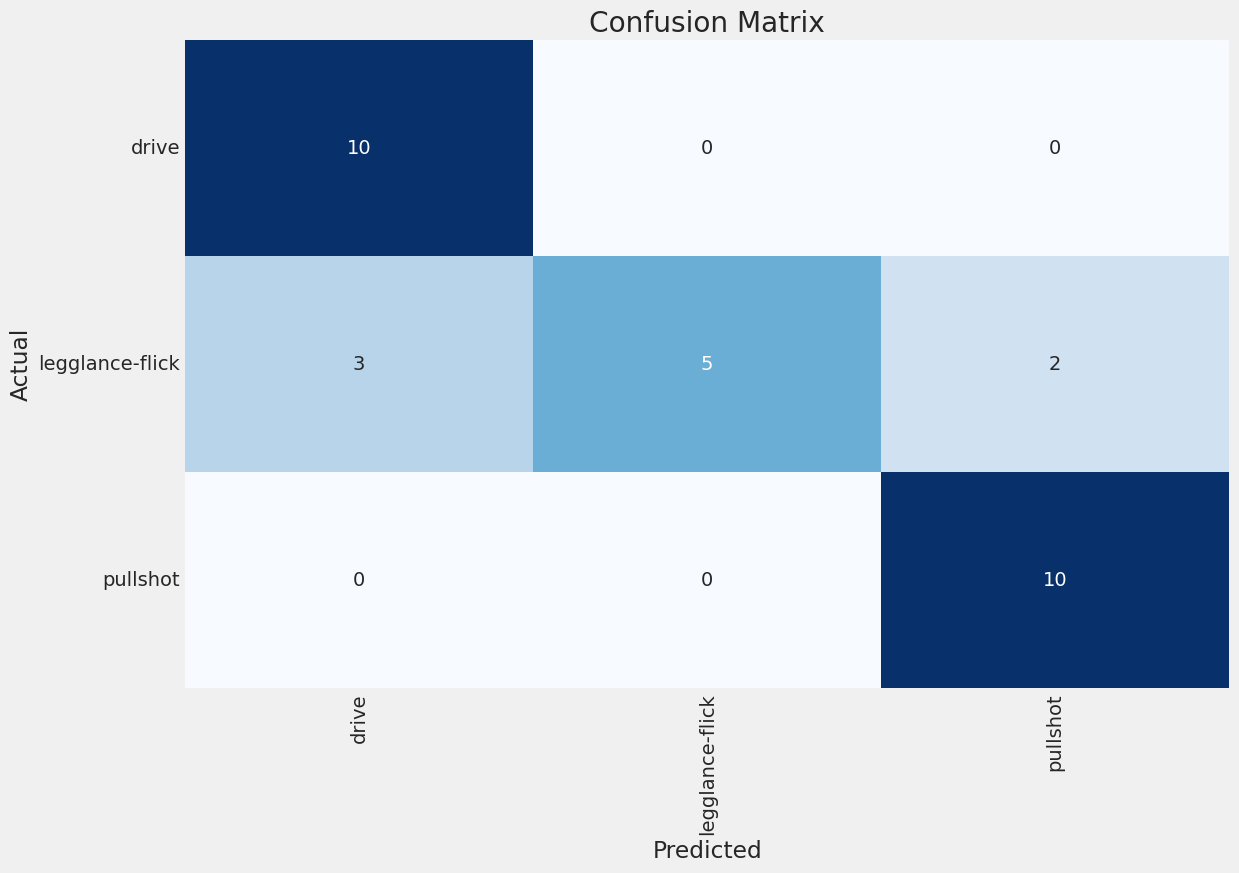 Confusion Matrix
Actual
drive
10
0
0
legglance-flick
3
5
2
pullshot
0
0
10
drive
legglance-flick
pullshot
Predicted